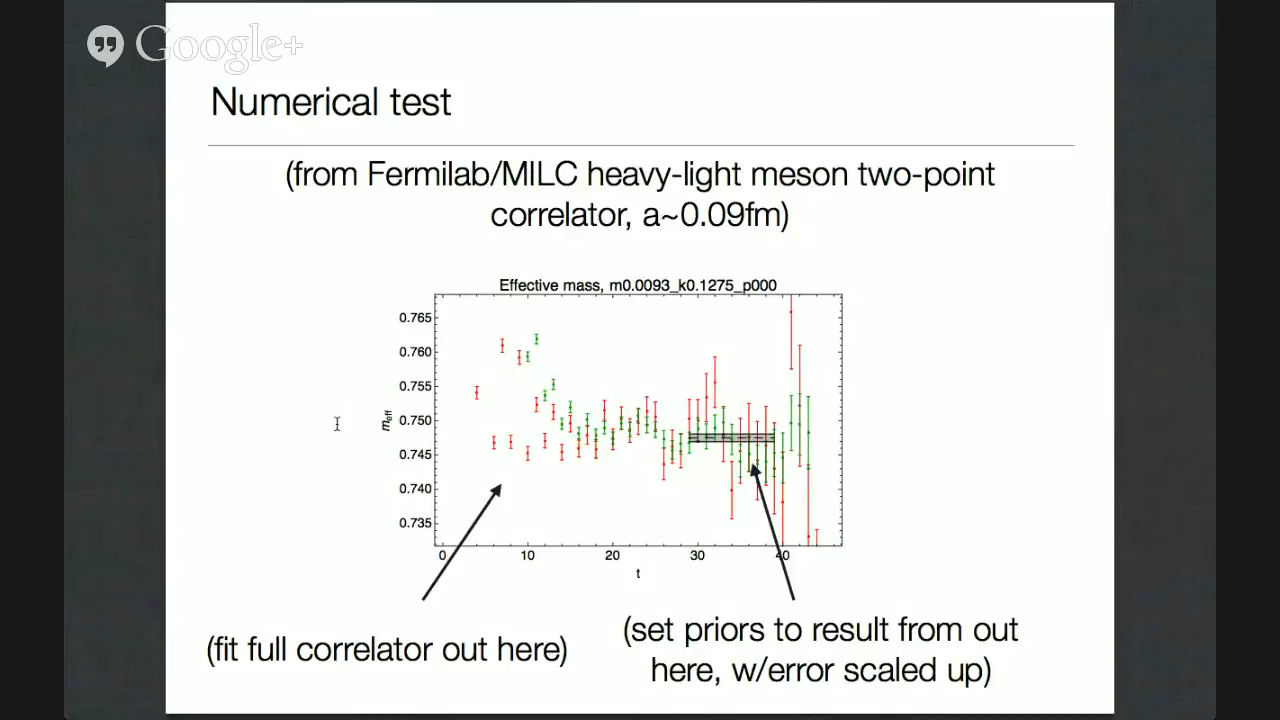 Google+
Numerical test
(from Fermilab/MILC heavy-light meson two-point
correlator, a~0.09fm)
Effective mass, m0.0093_k0.1275_p000
0.765
0.760
0.755
0.750
0.745
0.740
0.735
meff
0 10 20 30 40
t
(fit full correlator out here)
(set priors to result from out
here, w/error scaled up)